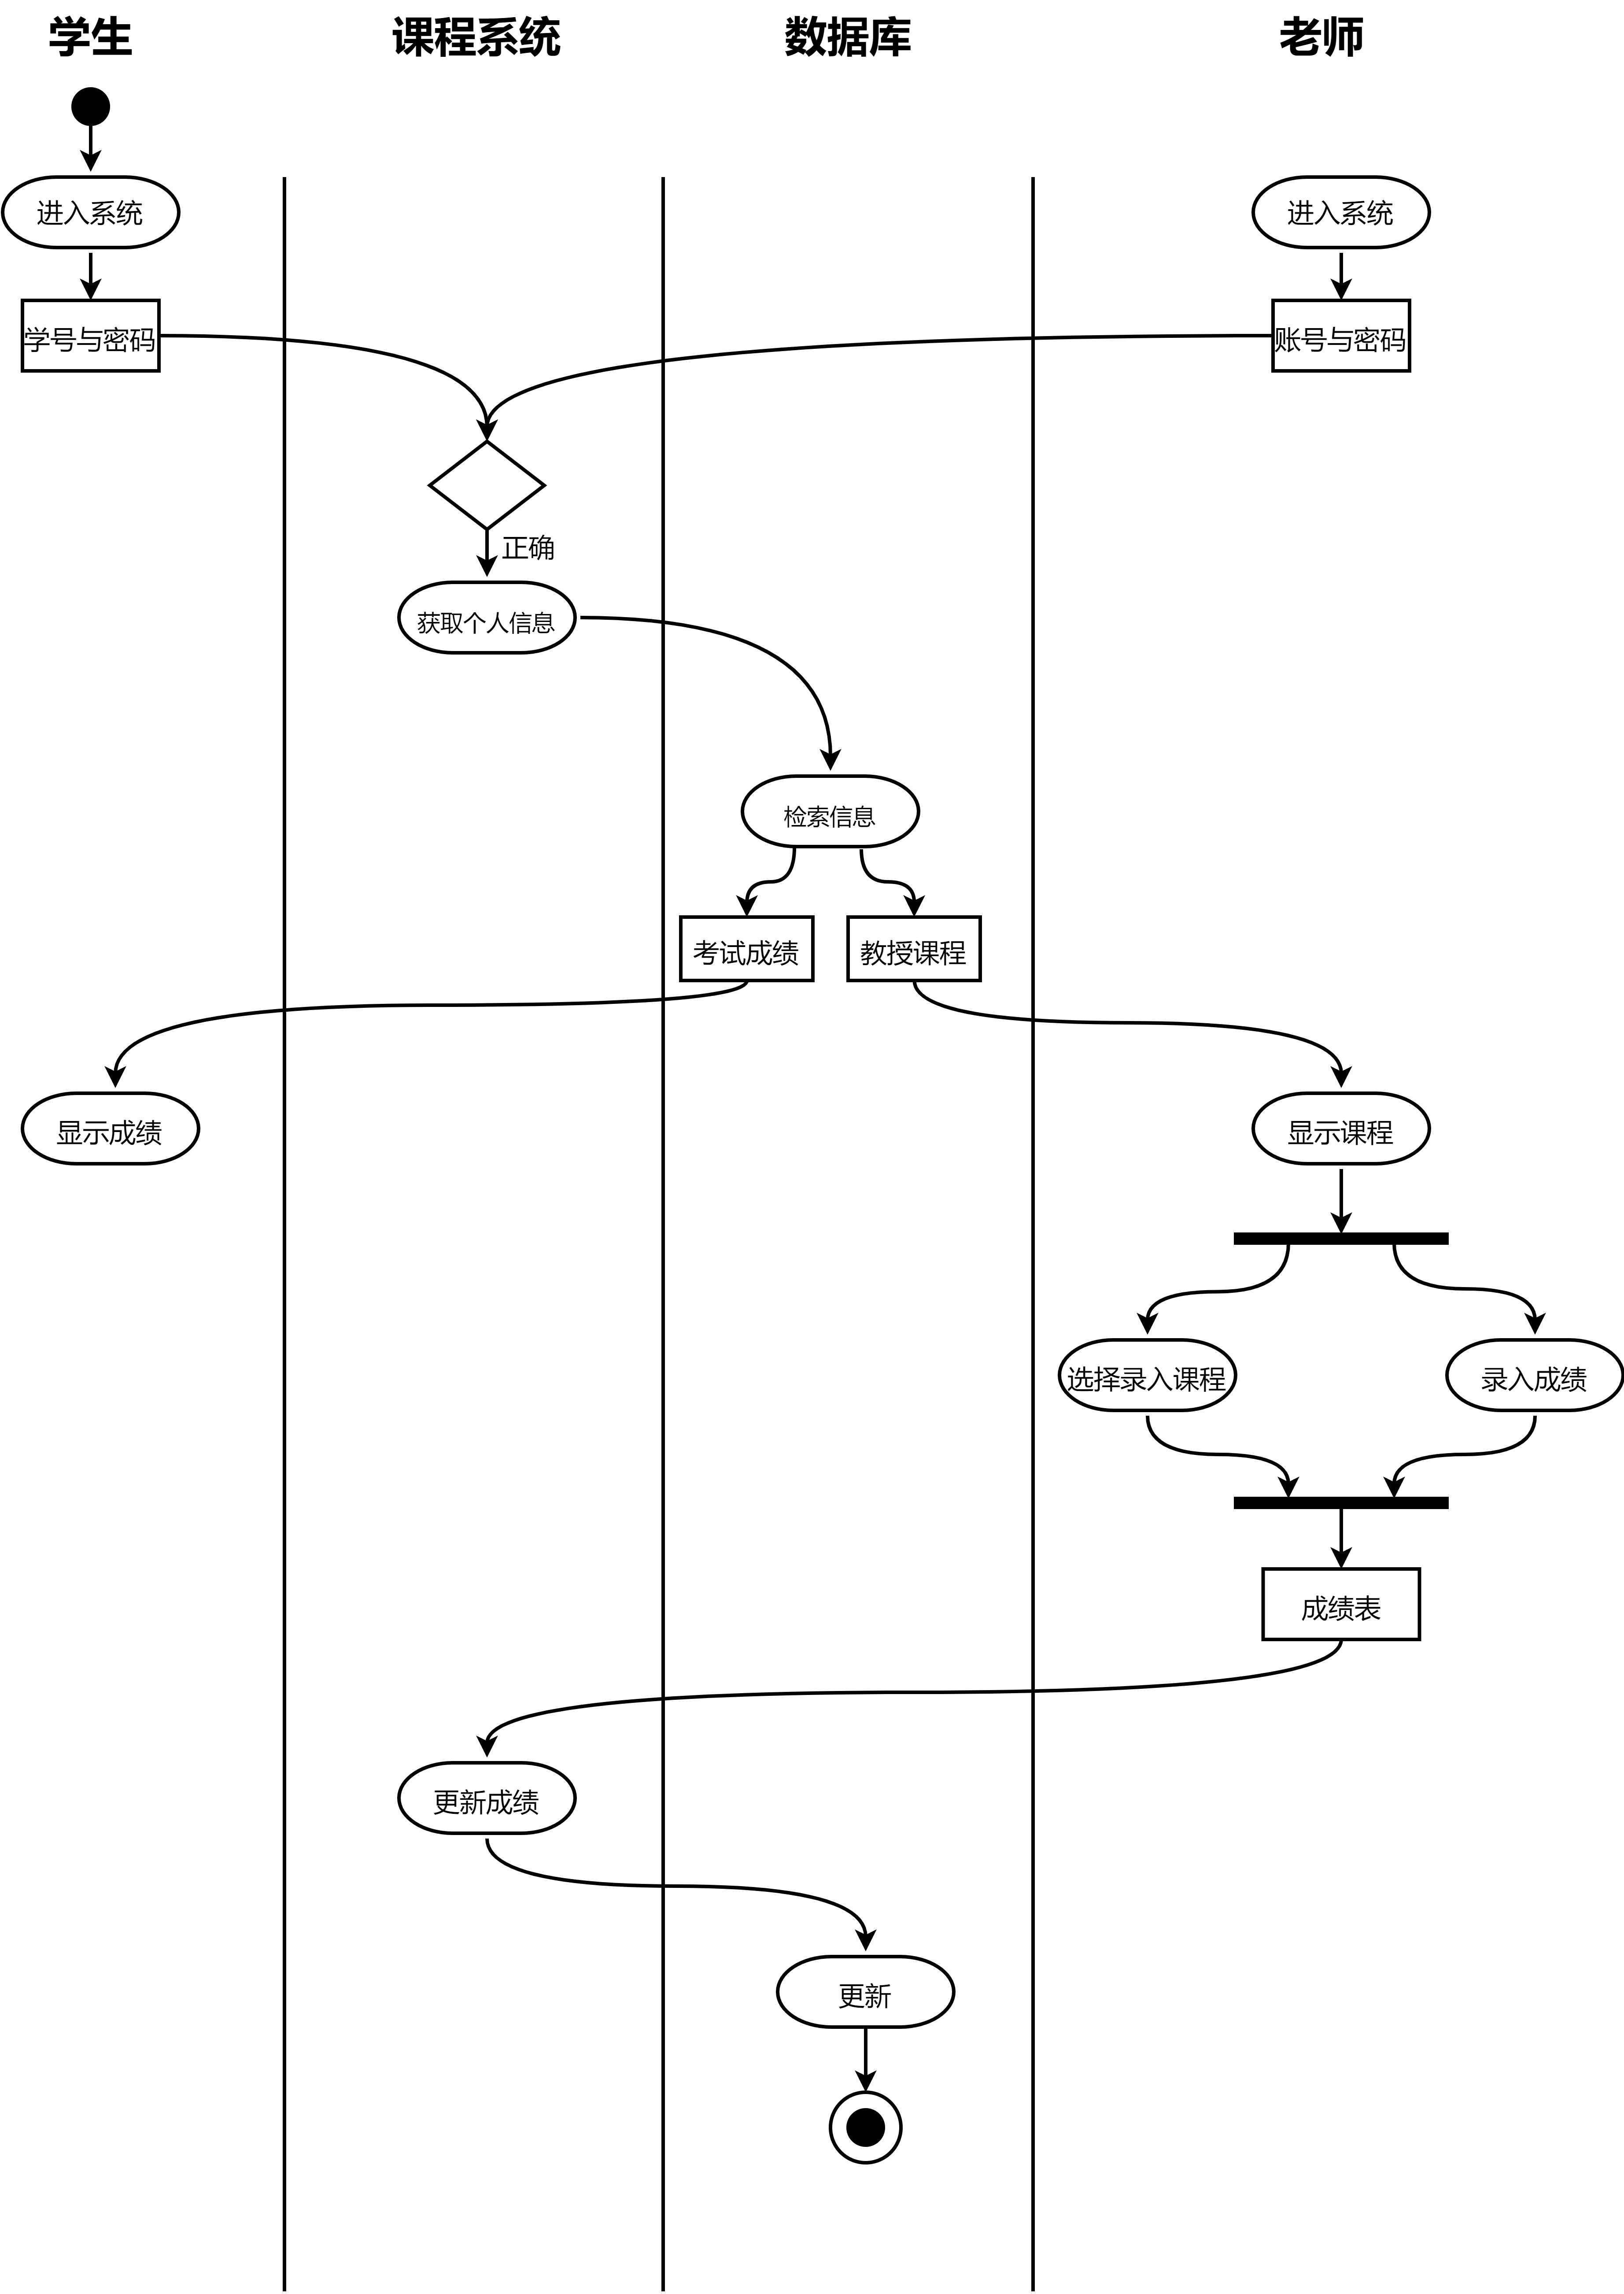 学生
课程系统
数据库
老师
进入系统
进入系统
学号与密码
账号与密码
正确
获取个人信息
检索信息
考试成绩
教授课程
显示成绩
显示课程
选择录入课程
录入成绩
成绩表
更新成绩
更新